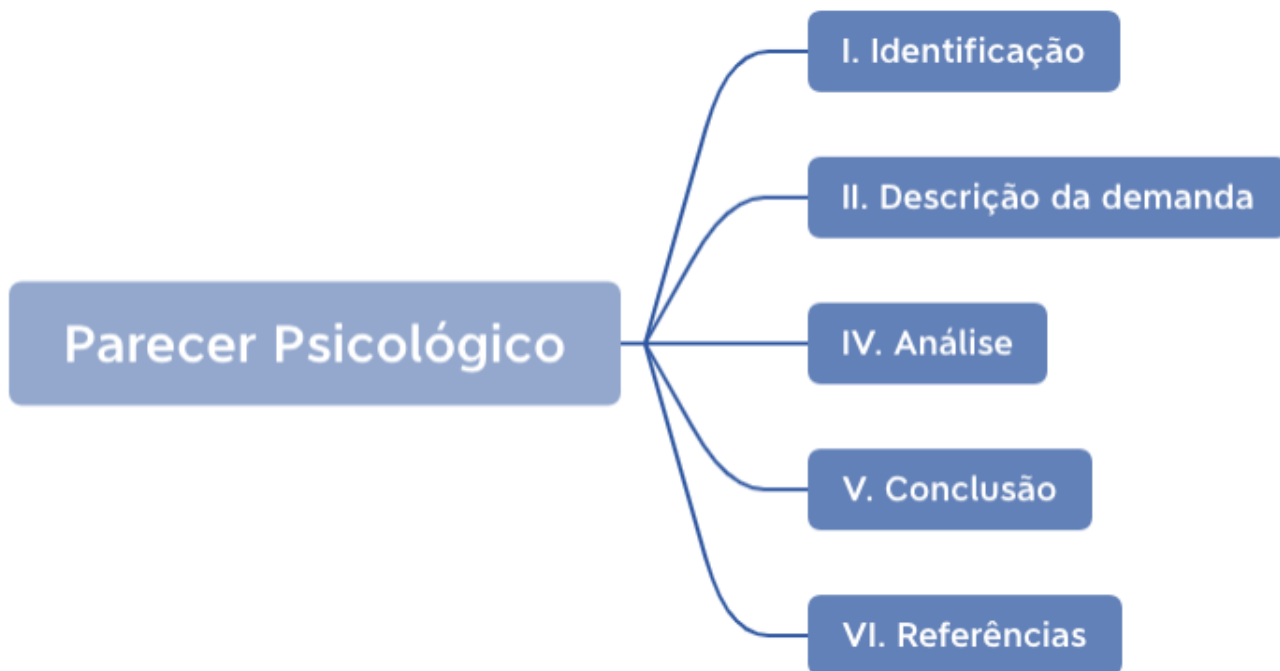 I. Identificação
II. Descrição da demanda
Parecer Psicológico
IV. Análise
V. Conclusão
VI. Referências